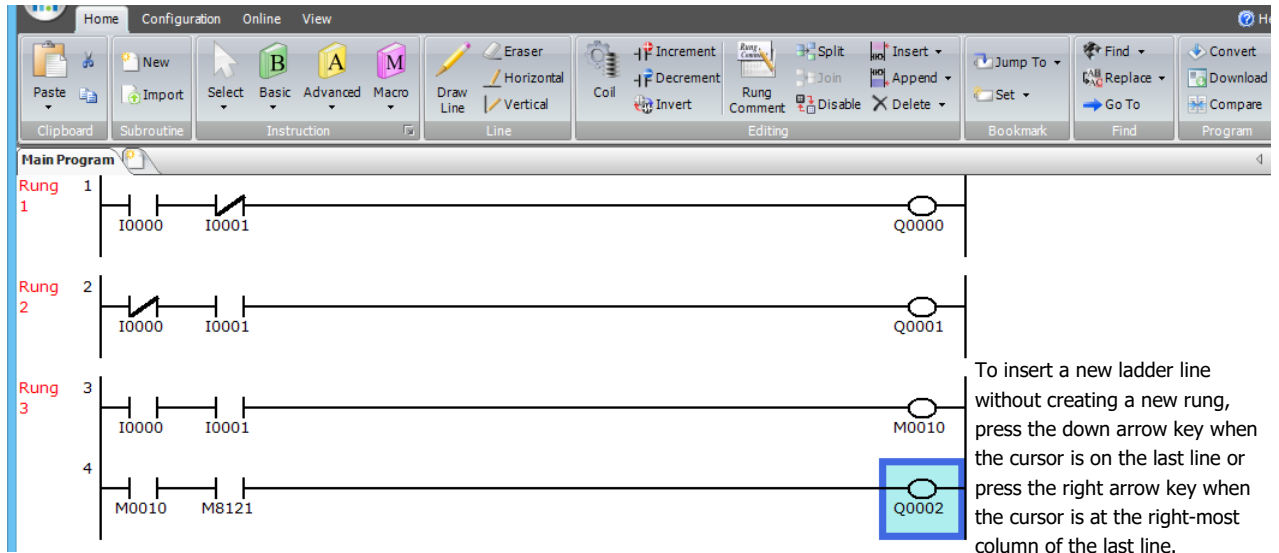 Home Configuration Online View
Paste
New
Import
Select
B
Basic
A
Advanced
M
Macro
Draw Line
Eraser
Horizontal
Vertical
Coil
Increment
Decrement
Invert
Rung Comment
Split
Join
Disable
Insert
Append
Delete
Jump To
Set
Find
Replace
Go To
Convert
Download
Compare
Clipboard Subroutine Instruction Line Editing Bookmark Find Program
Main Program
Rung 1
1
I0000 I0001 Q0000
Rung 2
2
I0000 I0001 Q0001
Rung 3
3
I0000 I0001 M0010
4
M0010 M8121 Q0002
To insert a new ladder line
without creating a new rung,
press the down arrow key when
the cursor is on the last line or
press the right arrow key when
the cursor is at the right-most
column of the last line.